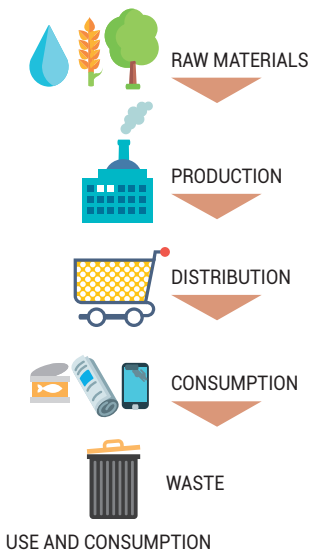 RAW MATERIALS
PRODUCTION
DISTRIBUTION
CONSUMPTION
WASTE
USE AND CONSUMPTION